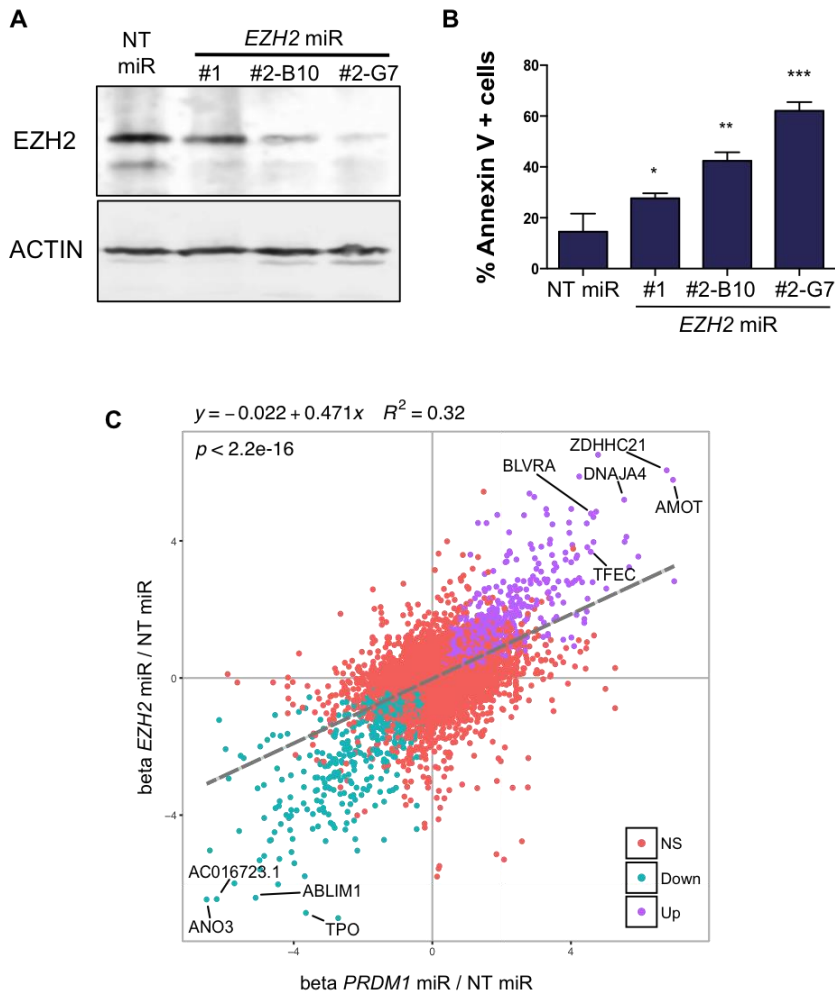 A
NT miR
EZH2 miR
#1 #2-B10 #2-G7
EZH2
ACTIN
B
% Annexin V + cells
80
60
40
20
0
*
**
***
NT miR #1 #2-B10 #2-G7
EZH2 miR
C
y = − 0.022 + 0.471x R² = 0.32
p < 2.2e-16
ZDHHC21
BLVRA
DNAJA4
AMOT
TFEC
4
0
−4
beta EZH2 miR / NT miR
AC016723.1
ABLIM1
ANO3
TPO
NS
Down
Up
−4 0 4
beta PRDM1 miR / NT miR